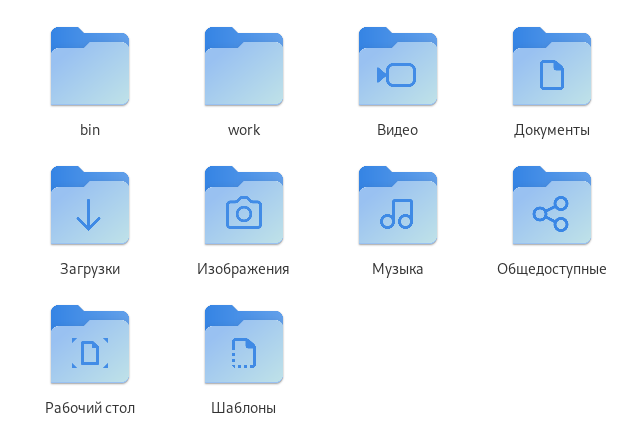 bin
work
Видео
Документы
Загрузки
Изображения
Музыка
Общедоступные
Рабочий стол
Шаблоны